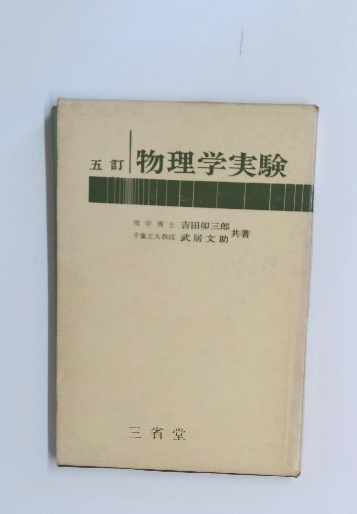 五訂 物理学実験
理学博士 吉田卯三郎
千葉工大教授 武居文助 共著
三省堂